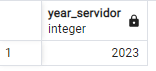 year_servidor
integer
1 2023